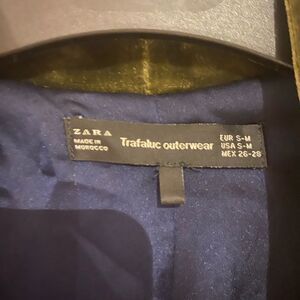 ZARA
MADE IN
MOROCCO
Trafaluc outerwear
EUR S-M
USA S-M
MEX 26-28